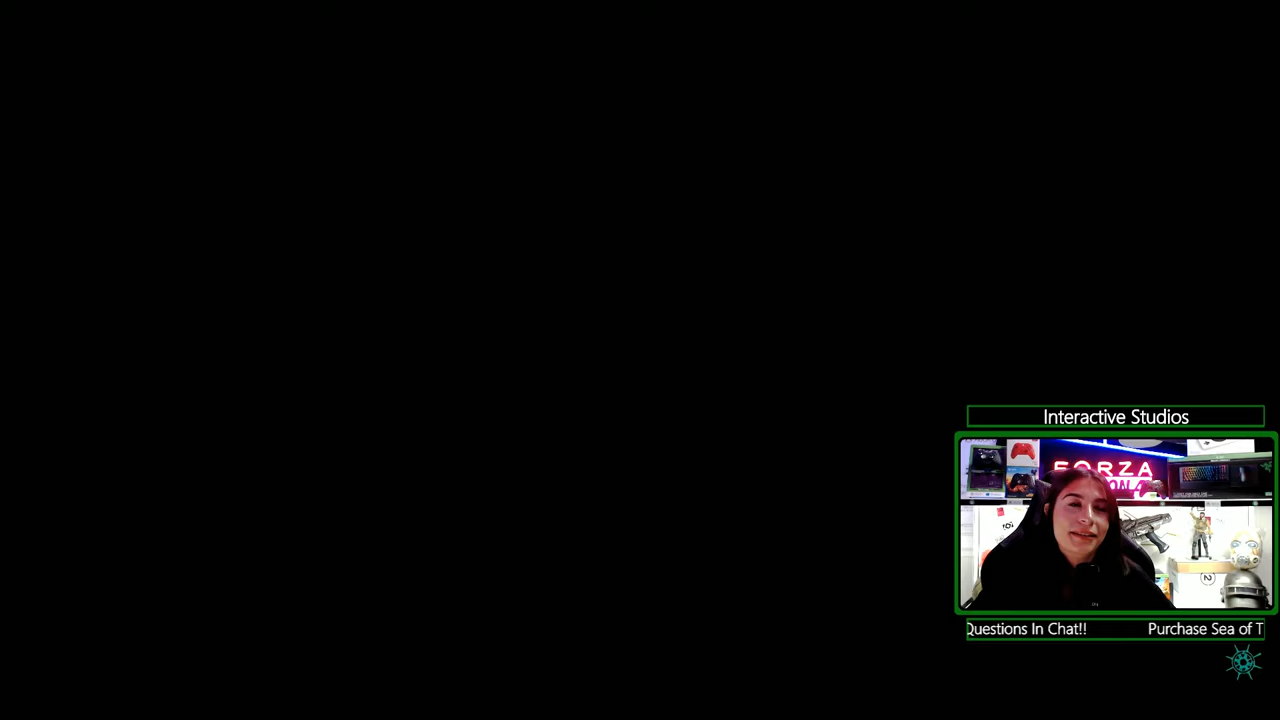 Interactive Studios
FORZA
Questions In Chat!!
Purchase Sea of T